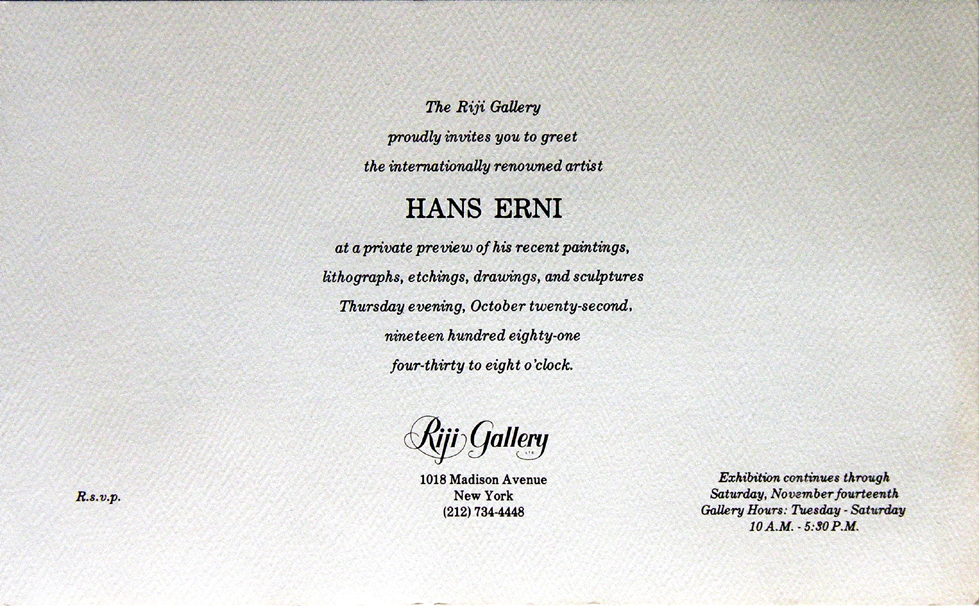 The Riji Gallery
proudly invites you to greet
the internationally renowned artist
HANS ERNI
at a private preview of his recent paintings,
lithographs, etchings, drawings, and sculptures
Thursday evening, October twenty-second,
nineteen hundred eighty-one
four-thirty to eight o'clock.
Riji Gallery
LTD.
1018 Madison Avenue
New York
(212) 734-4448
R.s.v.p.
Exhibition continues through
Saturday, November fourteenth
Gallery Hours: Tuesday - Saturday
10 A.M. - 5:30 P.M.